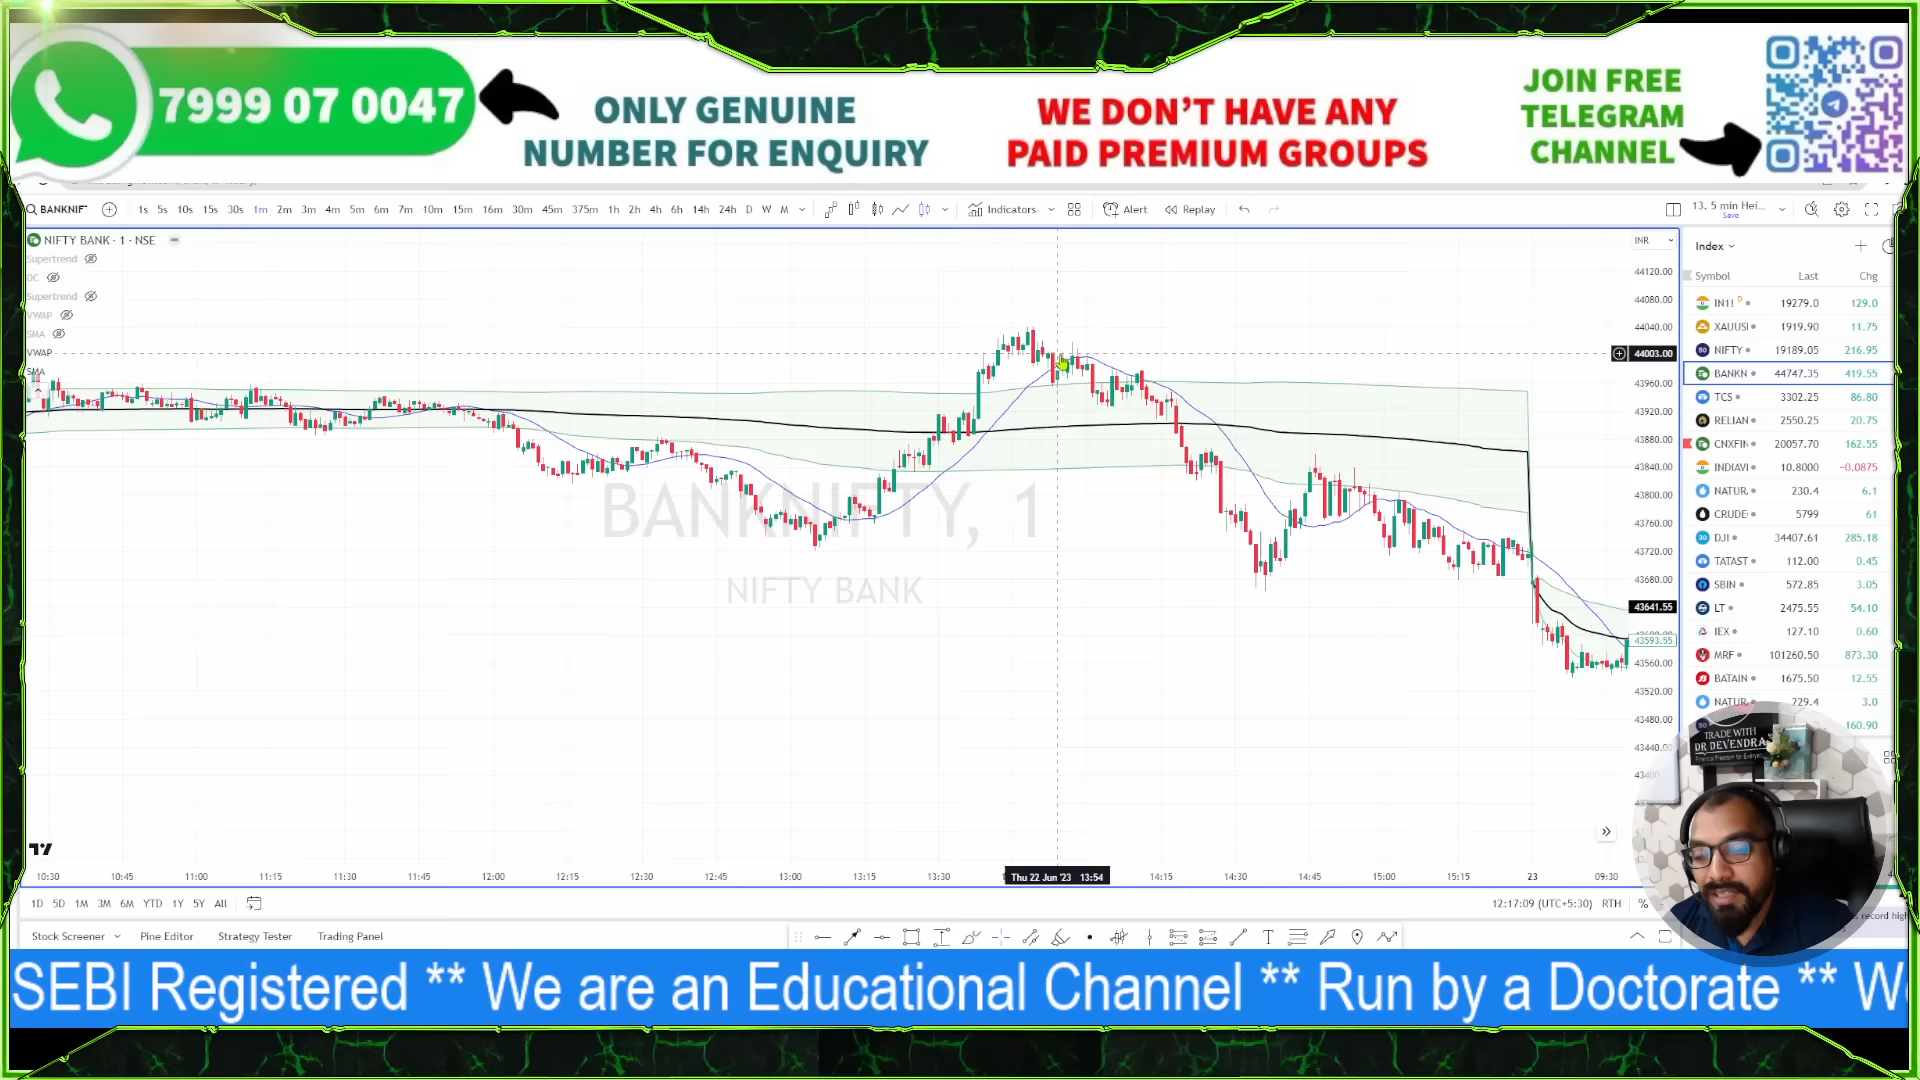 7999 07 0047
ONLY GENUINE
NUMBER FOR ENQUIRY
WE DON'T HAVE ANY
PAID PREMIUM GROUPS
JOIN FREE
TELEGRAM
CHANNEL
BANKNIF
1s 5s 10s 15s 30s 1m 2m 3m 4m 5m 6m 7m 10m 15m 16m 30m 45m 375m 1h 2h 4h 6h 14h 24h D W M
Indicators
Alert
Replay
13. 5 min Hei...
Save
NIFTY BANK · 1 · NSE
Supertrend
DC
Supertrend
VWAP
SMA
VWAP
SMA
BANKNIFTY, 1
NIFTY BANK
INR
44120.00
44080.00
44040.00
44003.00
43960.00
43920.00
43880.00
43840.00
43800.00
43760.00
43720.00
43680.00
43641.55
43593.55
43560.00
43520.00
43480.00
43440.00
Index
Symbol Last Chg
IN1! D 19279.0 129.0
XAUUSI 1919.90 11.75
NIFTY 19189.05 216.95
BANKN 44747.35 419.55
TCS 3302.25 86.80
RELIAN 2550.25 20.75
CNXFIN 20057.70 162.55
INDIAVI 10.8000 −0.0875
NATUR. 230.4 6.1
CRUDE 5799 61
DJI 34407.61 285.18
TATAST 112.00 0.45
SBIN 572.85 3.05
LT 2475.55 54.10
IEX 127.10 0.60
MRF 101260.50 873.30
BATAIN 1675.50 12.55
NATUR. 229.4 3.0
160.90
TRADE WITH
DR DEVENDRA
10:30 10:45 11:00 11:15 11:30 11:45 12:00 12:15 12:30 12:45 13:00 13:15 13:30 Thu 22 Jun '23 13:54 14:15 14:30 14:45 15:00 15:15 23 09:30
1D 5D 1M 3M 6M YTD 1Y 5Y All
12:17:09 (UTC+5:30) RTH %
Stock Screener Pine Editor Strategy Tester Trading Panel
SEBI Registered ** We are an Educational Channel ** Run by a Doctorate ** W